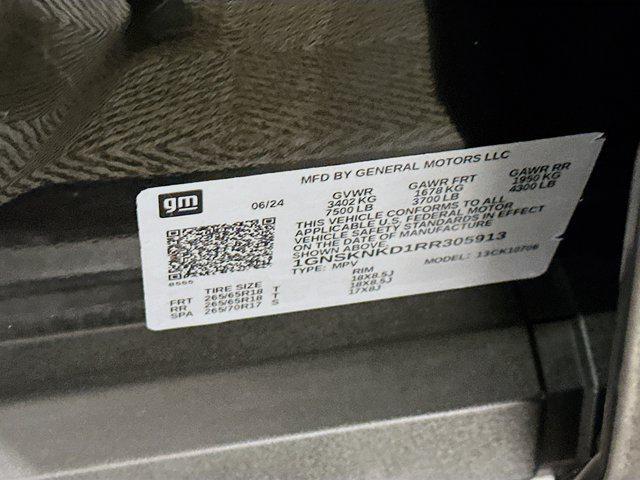 MFD BY GENERAL MOTORS LLC
gm
06/24
GVWR GAWR FRT GAWR RR
3402 KG 1678 KG 1950 KG
7500 LB 3700 LB 4300 LB
THIS VEHICLE CONFORMS TO ALL
APPLICABLE U.S. FEDERAL MOTOR
VEHICLE SAFETY STANDARDS IN EFFECT
ON THE DATE OF MANUFACTURE
SHOWN ABOVE.
1GNSKNKD1RR305913
TYPE: MPV MODEL: 13CK10706
8555
TIRE SIZE RIM
FRT 265/65R18 T 18X8.5J
RR 265/65R18 T 18X8.5J
SPA 265/70R17 S 17X8J